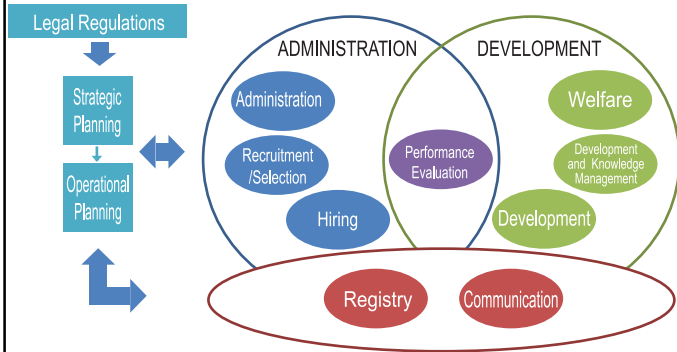 Legal Regulations
Strategic
Planning
Operational
Planning
ADMINISTRATION
DEVELOPMENT
Administration
Recruitment
/Selection
Hiring
Performance
Evaluation
Welfare
Development
and Knowledge
Management
Development
Registry
Communication